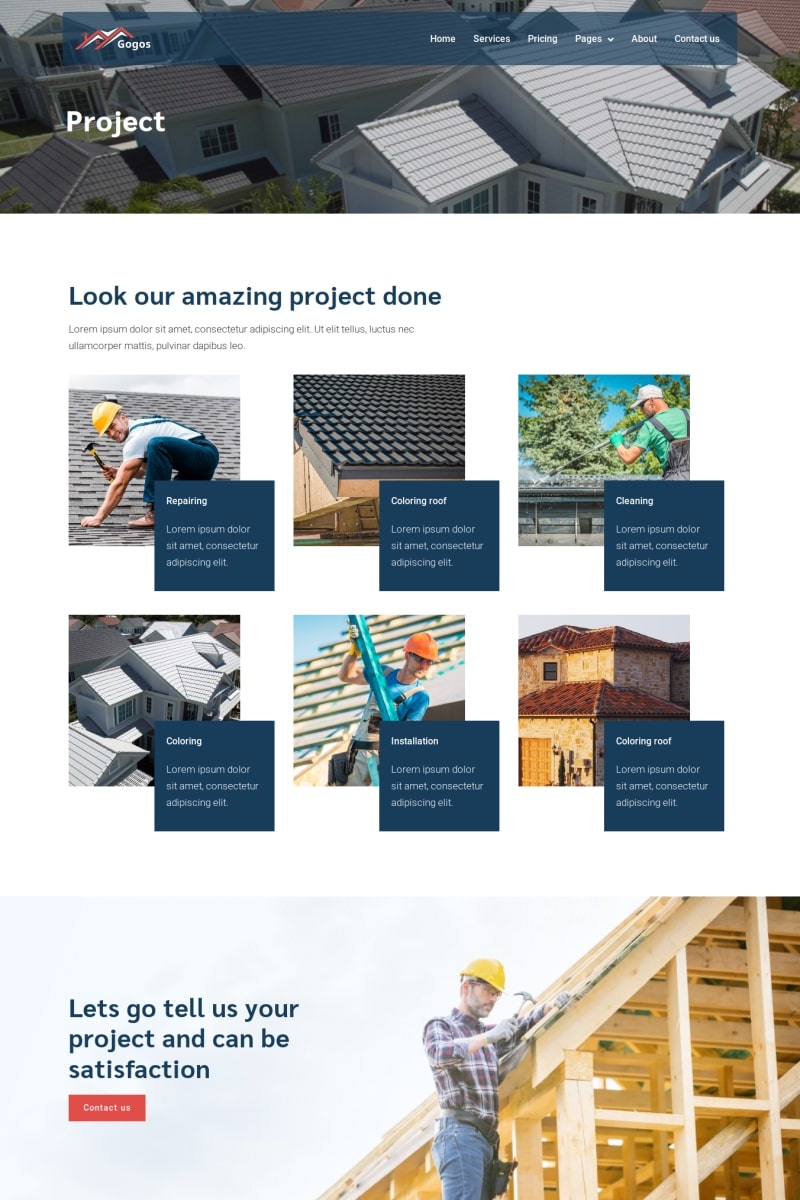 Gogos
Home Services Pricing Pages About Contact us
Project
Look our amazing project done
Lorem ipsum dolor sit amet, consectetur adipiscing elit. Ut elit tellus, luctus nec
ullamcorper mattis, pulvinar dapibus leo.
Repairing
Lorem ipsum dolor
sit amet, consectetur
adipiscing elit.
Coloring roof
Lorem ipsum dolor
sit amet, consectetur
adipiscing elit.
Cleaning
Lorem ipsum dolor
sit amet, consectetur
adipiscing elit.
Coloring
Lorem ipsum dolor
sit amet, consectetur
adipiscing elit.
Installation
Lorem ipsum dolor
sit amet, consectetur
adipiscing elit.
Coloring roof
Lorem ipsum dolor
sit amet, consectetur
adipiscing elit.
Lets go tell us your
project and can be
satisfaction
Contact us